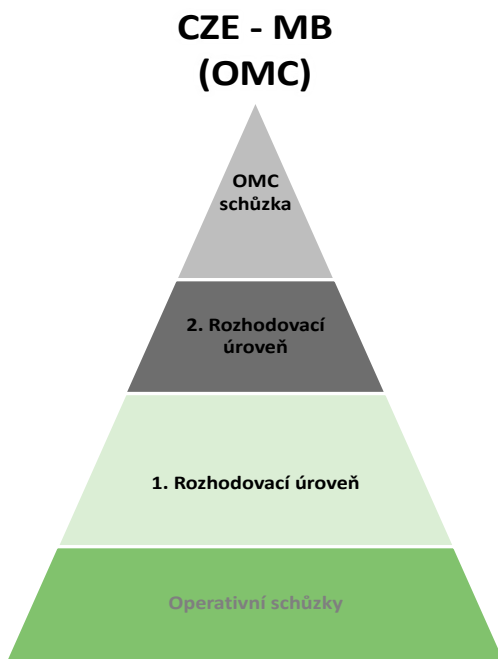 CZE - MB
(OMC)
OMC
schůzka
2. Rozhodovací
úroveň
1. Rozhodovací úroveň
Operativní schůzky